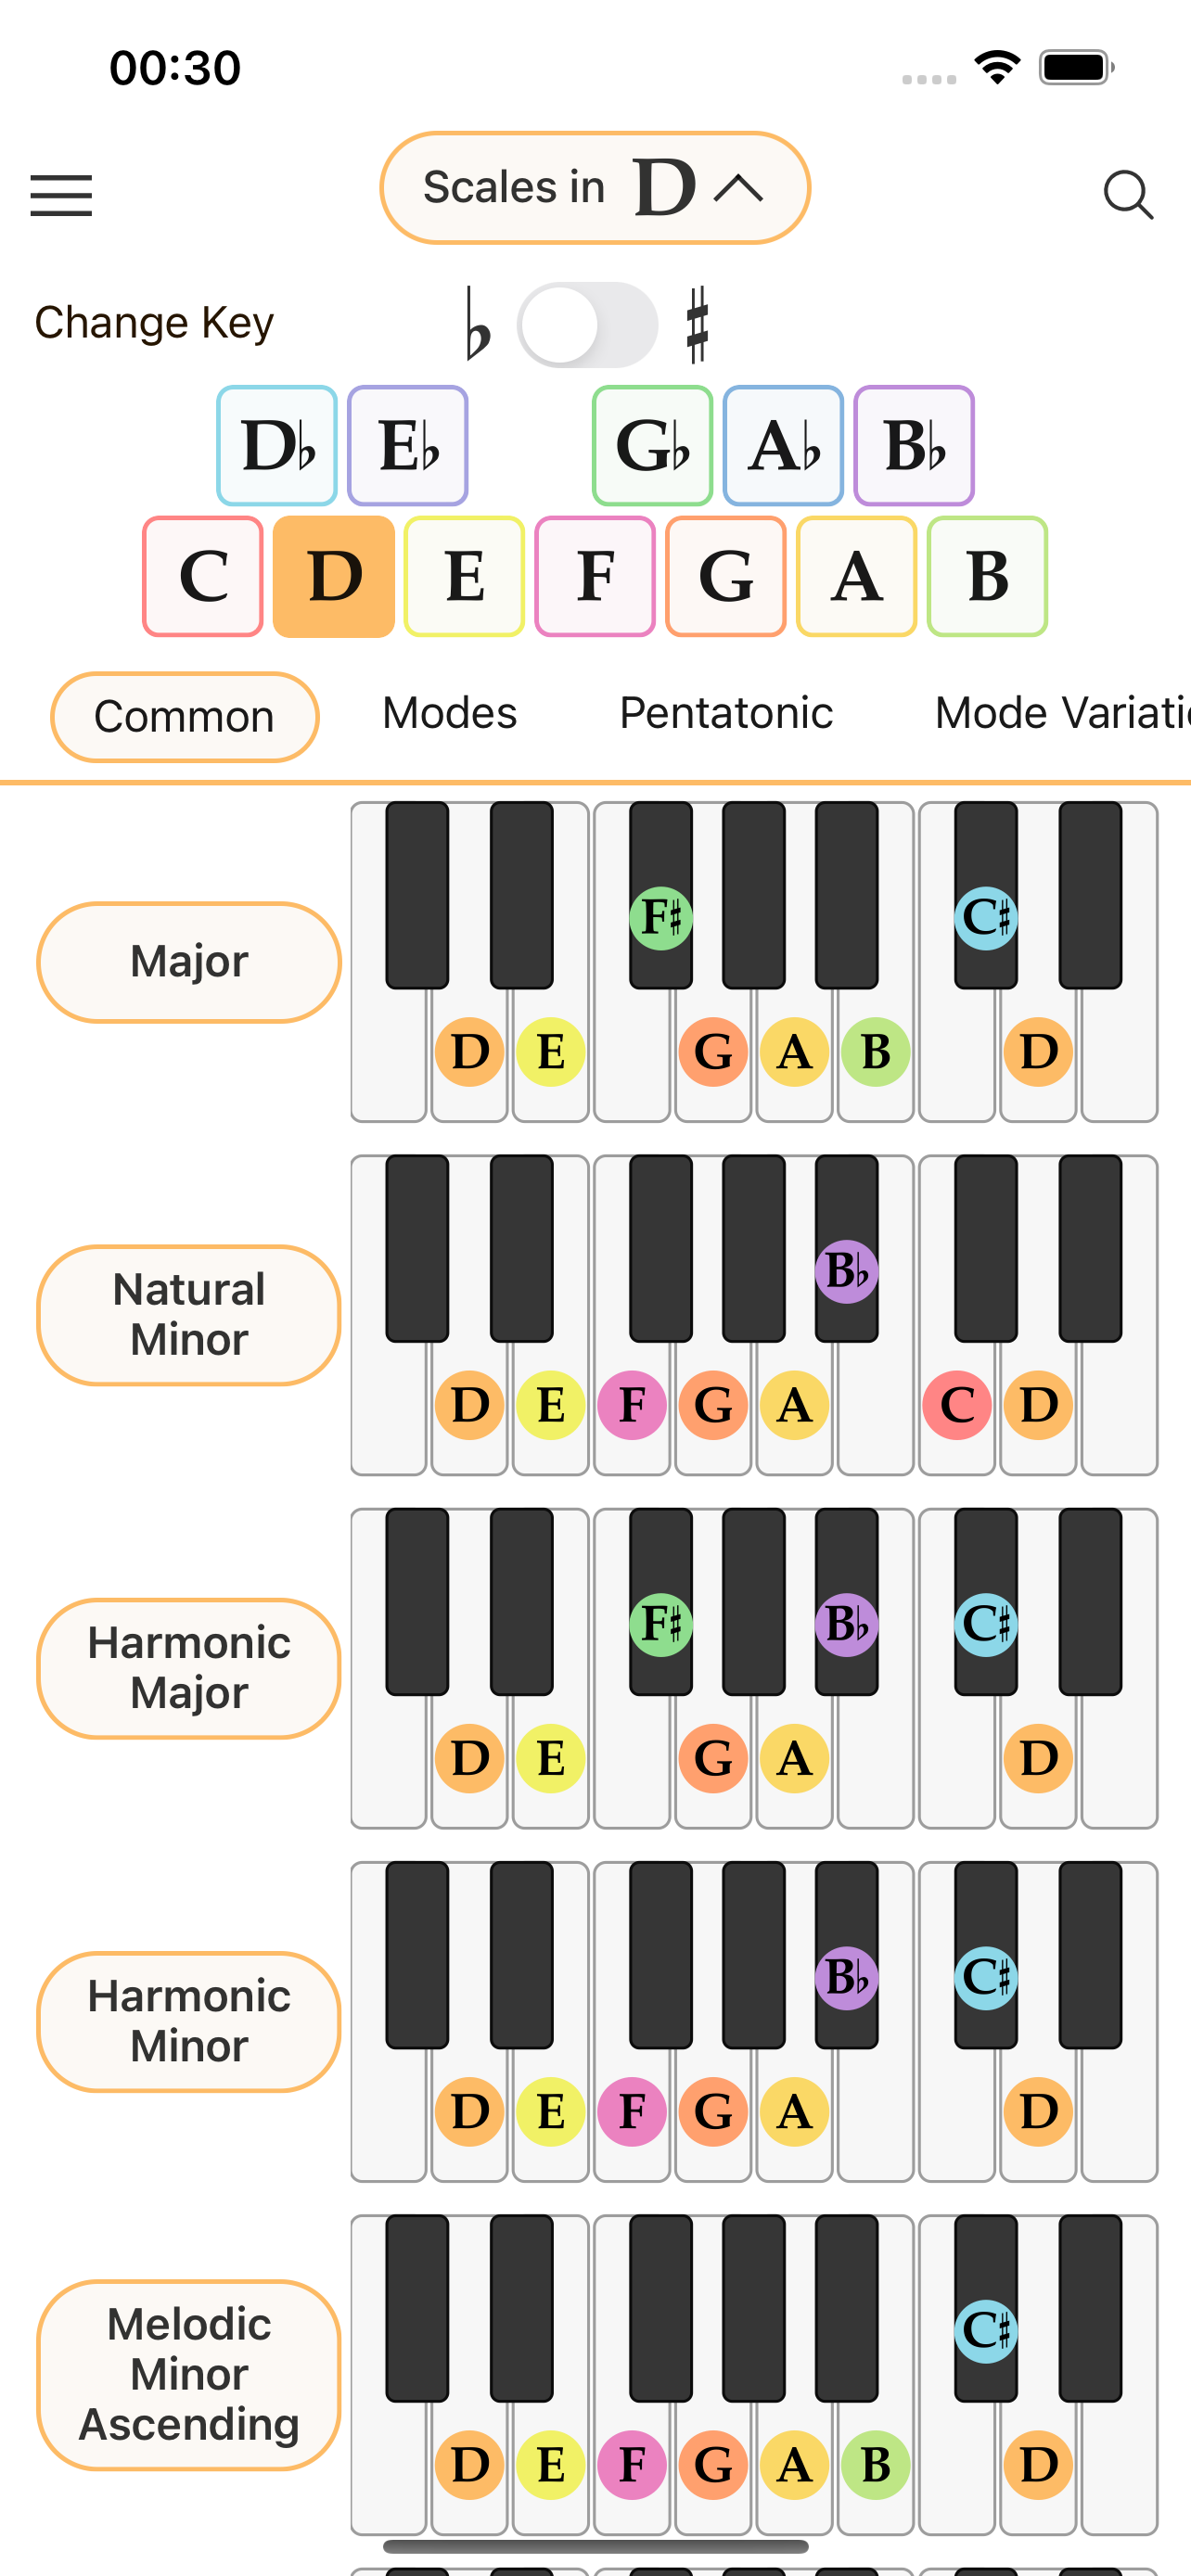 00:30
Scales in D
Change Key ♭ ♯
D♭ E♭ G♭ A♭ B♭
C D E F G A B
Common Modes Pentatonic Mode Variati
F♯ C♯
Major
D E G A B D
B♭
Natural
Minor
D E F G A C D
F♯ B♭ C♯
Harmonic
Major
D E G A D
B♭ C♯
Harmonic
Minor
D E F G A D
C♯
Melodic
Minor
Ascending
D E F G A B D